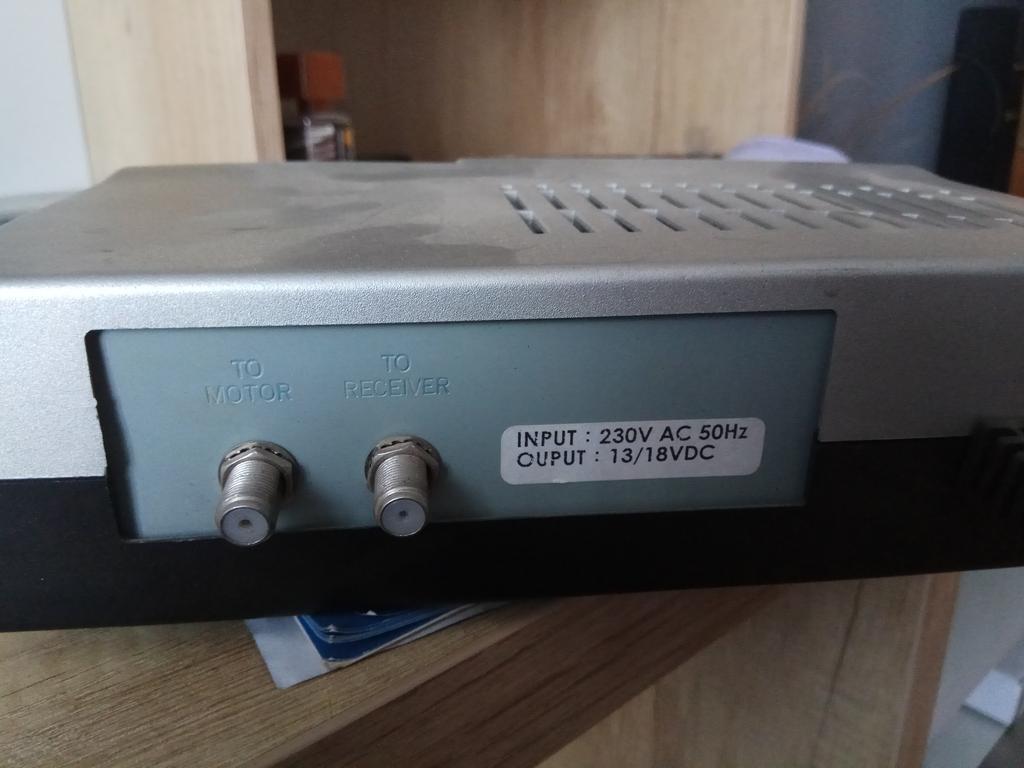 TO
MOTOR
TO
RECEIVER
INPUT : 230V AC 50Hz
OUPUT : 13/18VDC